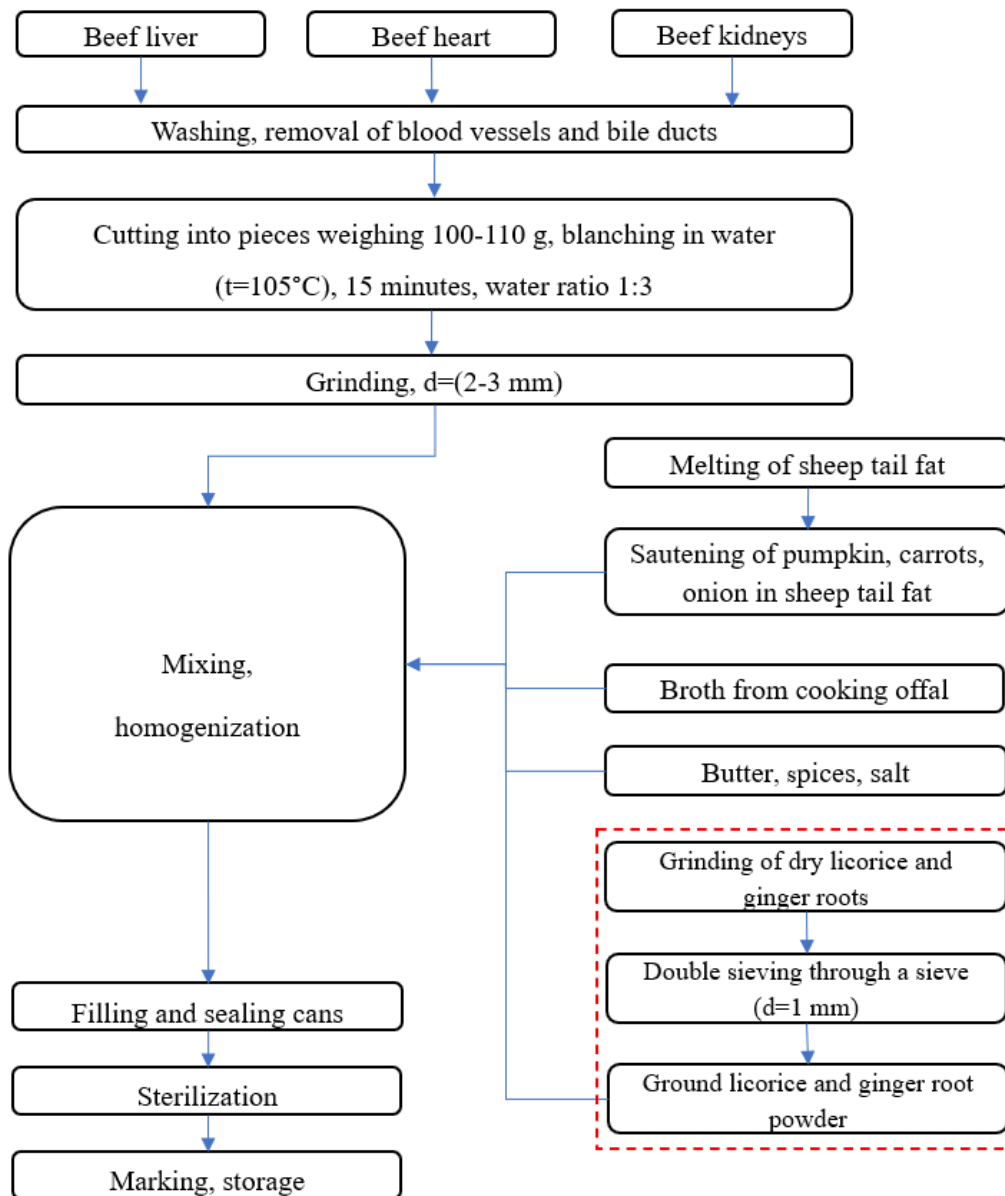 Beef liver
Beef heart
Beef kidneys
Washing, removal of blood vessels and bile ducts
Cutting into pieces weighing 100-110 g, blanching in water
(t=105°C), 15 minutes, water ratio 1:3
Grinding, d=(2-3 mm)
Melting of sheep tail fat
Sautening of pumpkin, carrots,
onion in sheep tail fat
Mixing,
homogenization
Broth from cooking offal
Butter, spices, salt
Grinding of dry licorice and
ginger roots
Double sieving through a sieve
(d=1 mm)
Ground licorice and ginger root
powder
Filling and sealing cans
Sterilization
Marking, storage